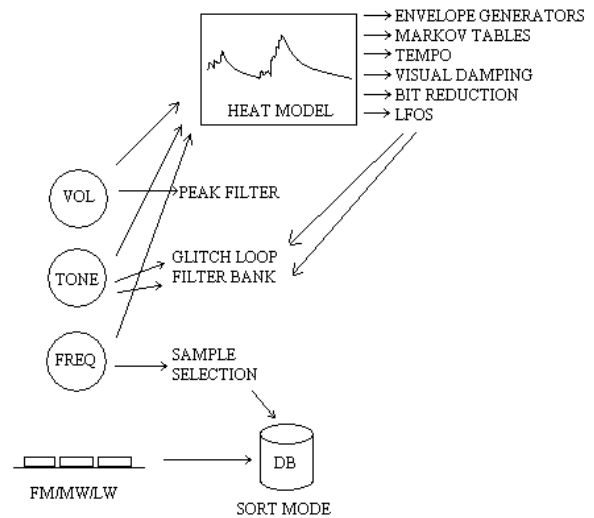 ENVELOPE GENERATORS
MARKOV TABLES
TEMPO
VISUAL DAMPING
BIT REDUCTION
LFOS
HEAT MODEL
VOL
PEAK FILTER
TONE
GLITCH LOOP
FILTER BANK
FREQ
SAMPLE
SELECTION
DB
FM/MW/LW
SORT MODE